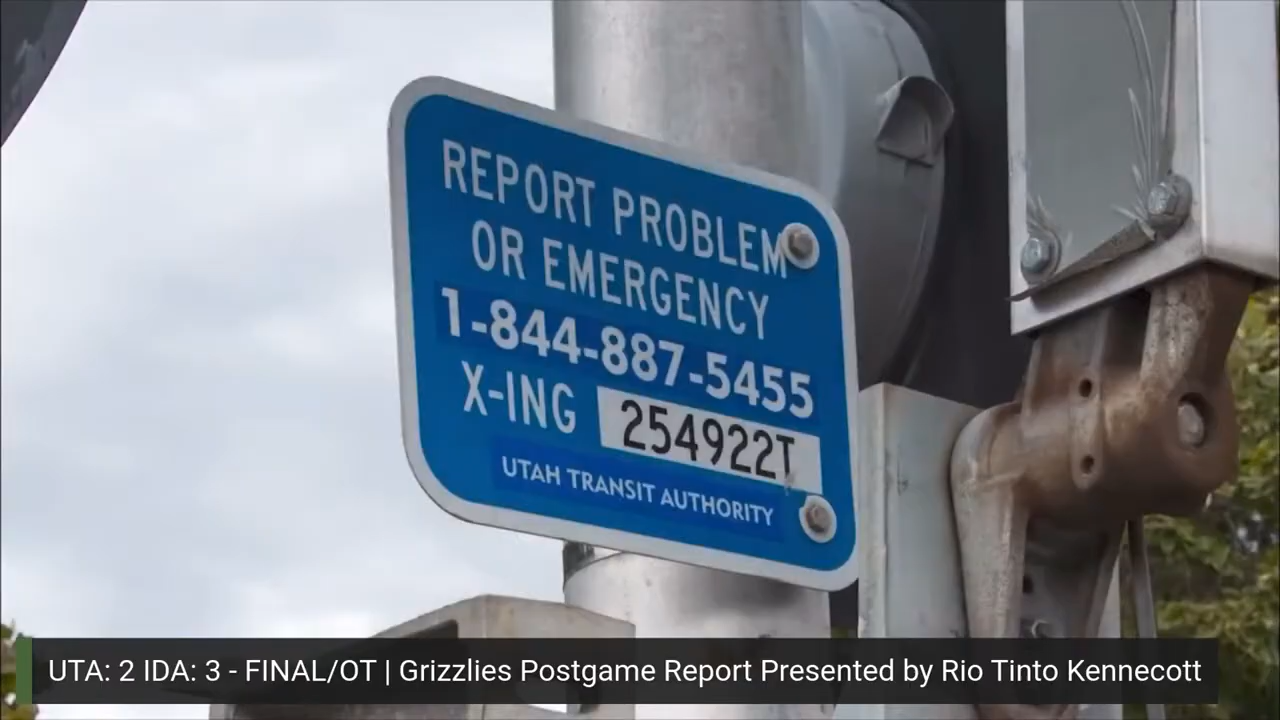 REPORT PROBLEM
OR EMERGENCY
1-844-887-5455
X-ING 254922T
UTAH TRANSIT AUTHORITY
UTA: 2 IDA: 3 - FINAL/OT | Grizzlies Postgame Report Presented by Rio Tinto Kennecott